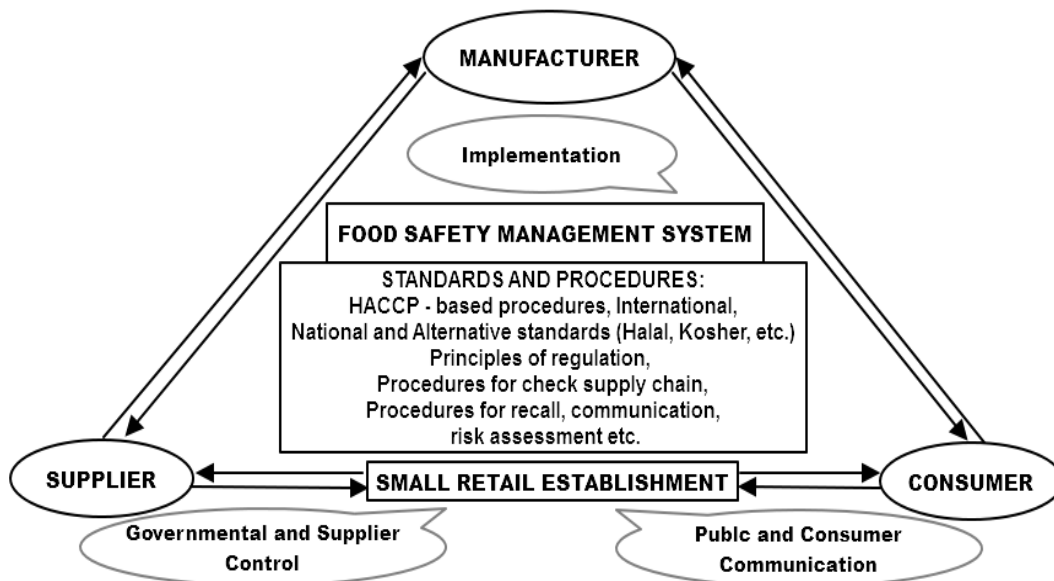 MANUFACTURER
Implementation
FOOD SAFETY MANAGEMENT SYSTEM
STANDARDS AND PROCEDURES:
HACCP - based procedures, International,
National and Alternative standards (Halal, Kosher, etc.)
Principles of regulation,
Procedures for check supply chain,
Procedures for recall, communication,
risk assessment etc.
SUPPLIER
SMALL RETAIL ESTABLISHMENT
CONSUMER
Governmental and Supplier
Control
Publc and Consumer
Communication